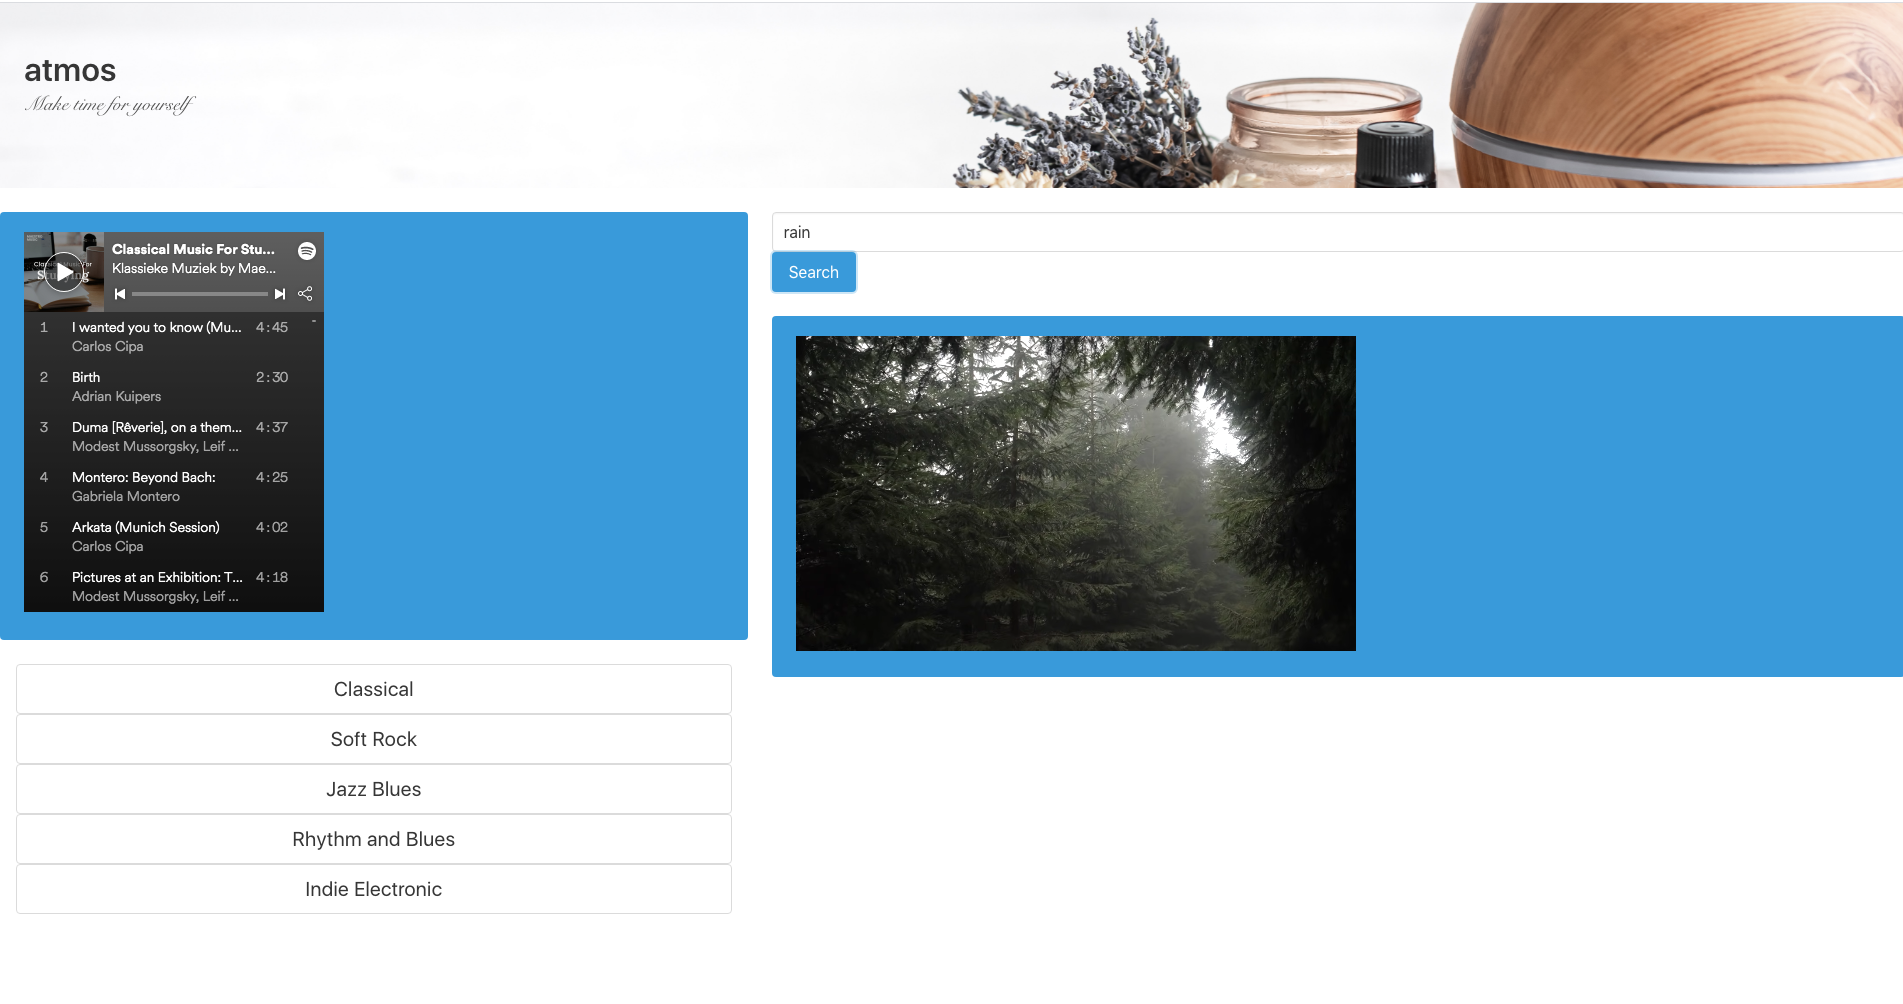 atmos
Make time for yourself
Classical Music For Stu...
Klassieke Muziek by Mae...
Classical Music For
Studying
1 I wanted you to know (Mu... 4:45
Carlos Cipa
2 Birth 2:30
Adrian Kuipers
3 Duma [Rêverie], on a them... 4:37
Modest Mussorgsky, Leif ...
4 Montero: Beyond Bach: 4:25
Gabriela Montero
5 Arkata (Munich Session) 4:02
Carlos Cipa
6 Pictures at an Exhibition: T... 4:18
Modest Mussorgsky, Leif ...
Classical
Soft Rock
Jazz Blues
Rhythm and Blues
Indie Electronic
rain
Search